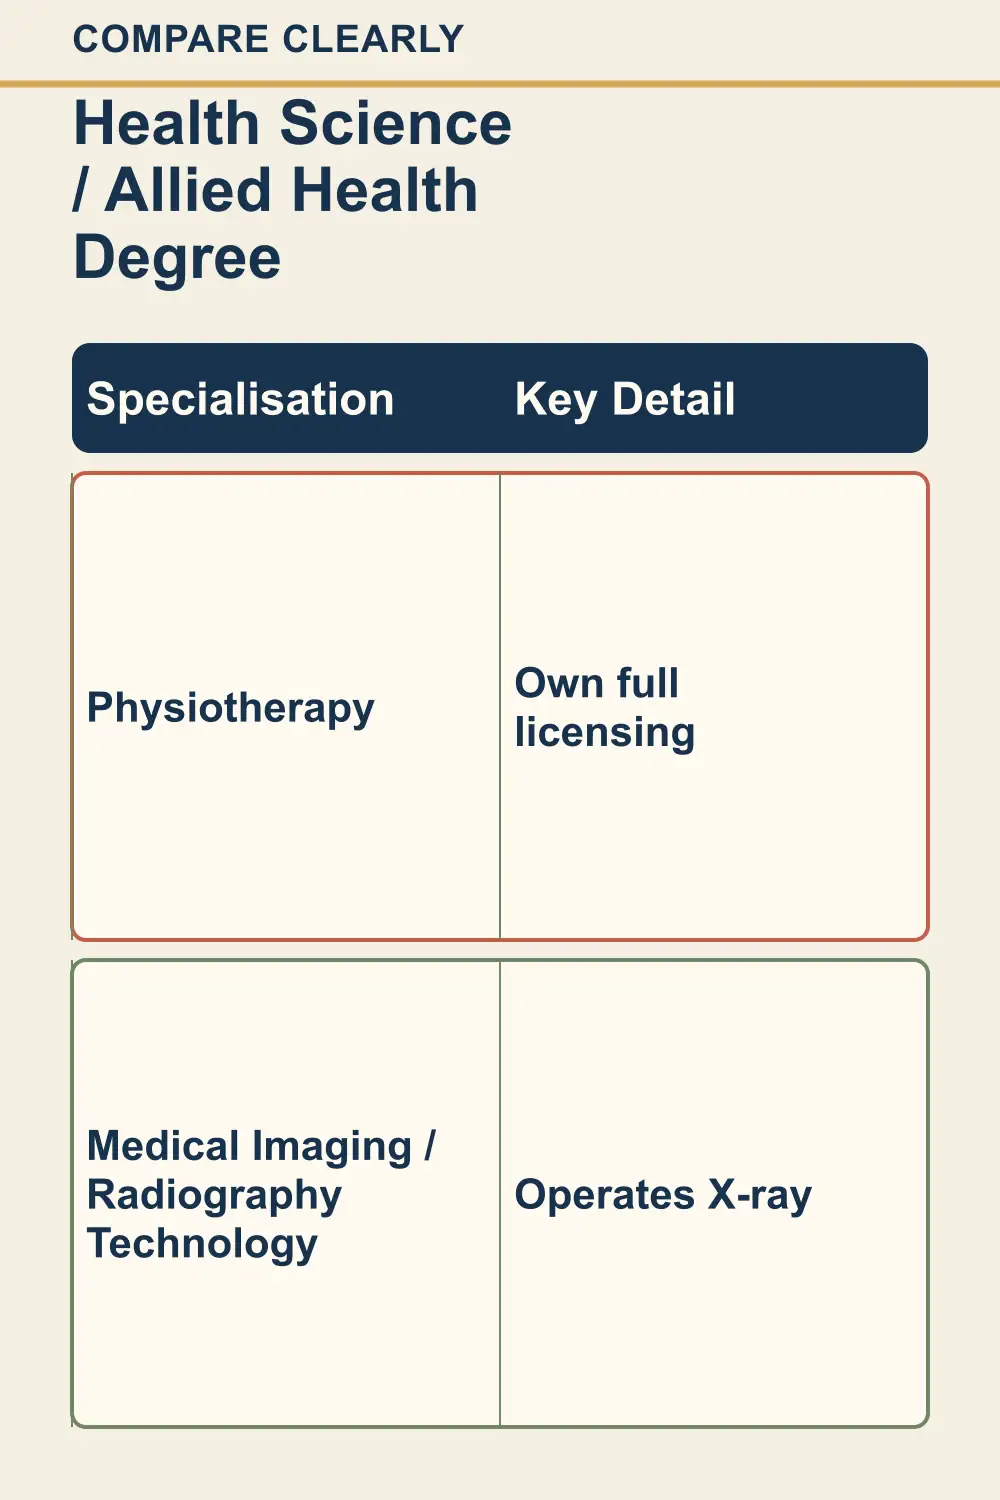 COMPARE CLEARLY
Health Science
/ Allied Health
Degree
Specialisation
Key Detail
Physiotherapy
Own full
licensing
Medical Imaging /
Radiography
Technology
Operates X-ray